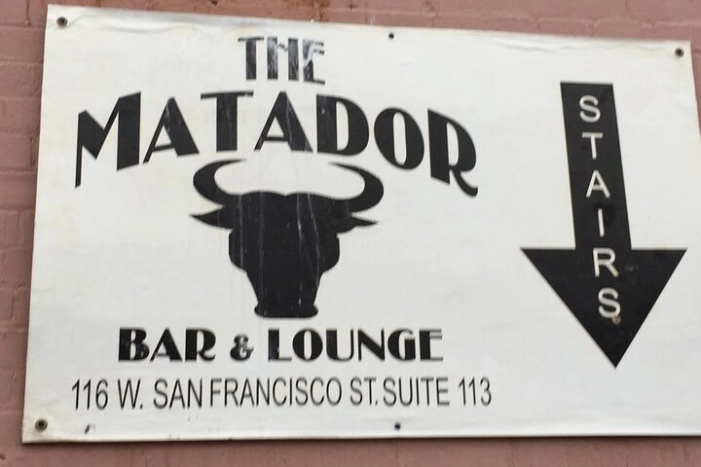 THE
MATADOR
BAR & LOUNGE
116 W. SAN FRANCISCO ST. SUITE 113
STAIRS